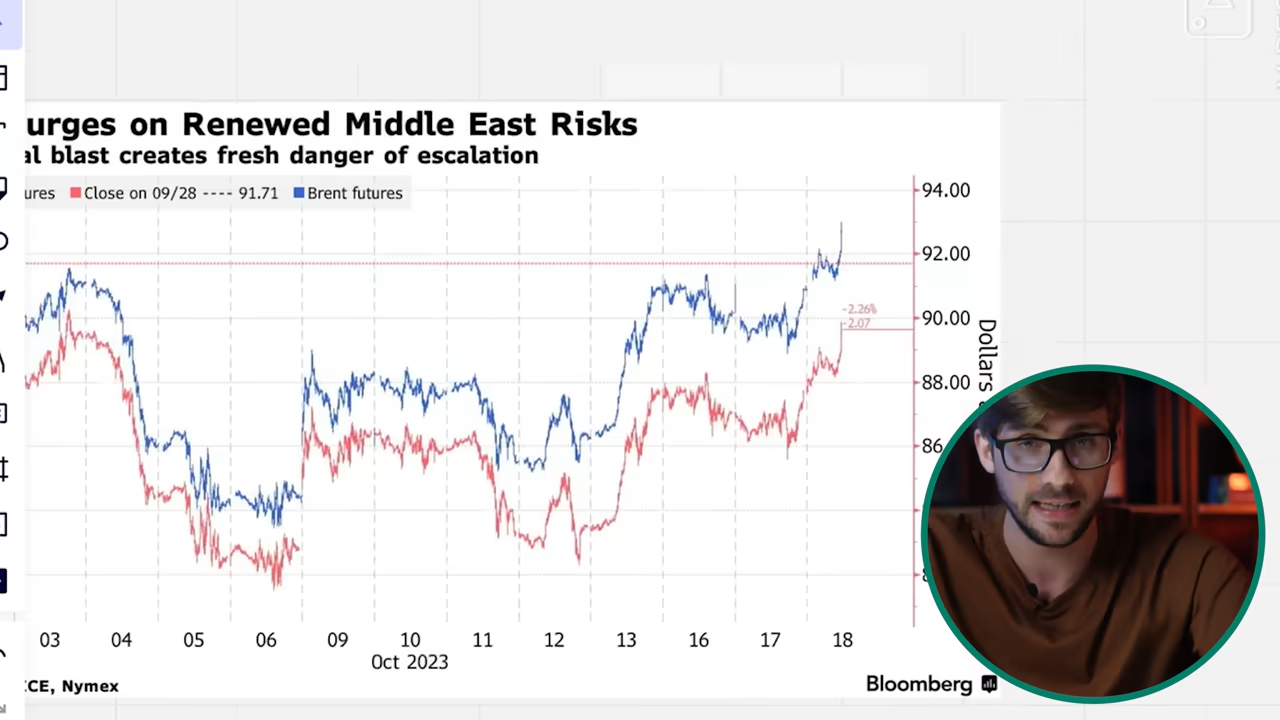 urges on Renewed Middle East Risks
al blast creates fresh danger of escalation
ures Close on 09/28 ---- 91.71 Brent futures
94.00
92.00
-2.26%
-2.07
90.00
Dollars
88.00
86
8
03 04 05 06 09 10 11 12 13 16 17 18
Oct 2023
CE, Nymex
Bloomberg